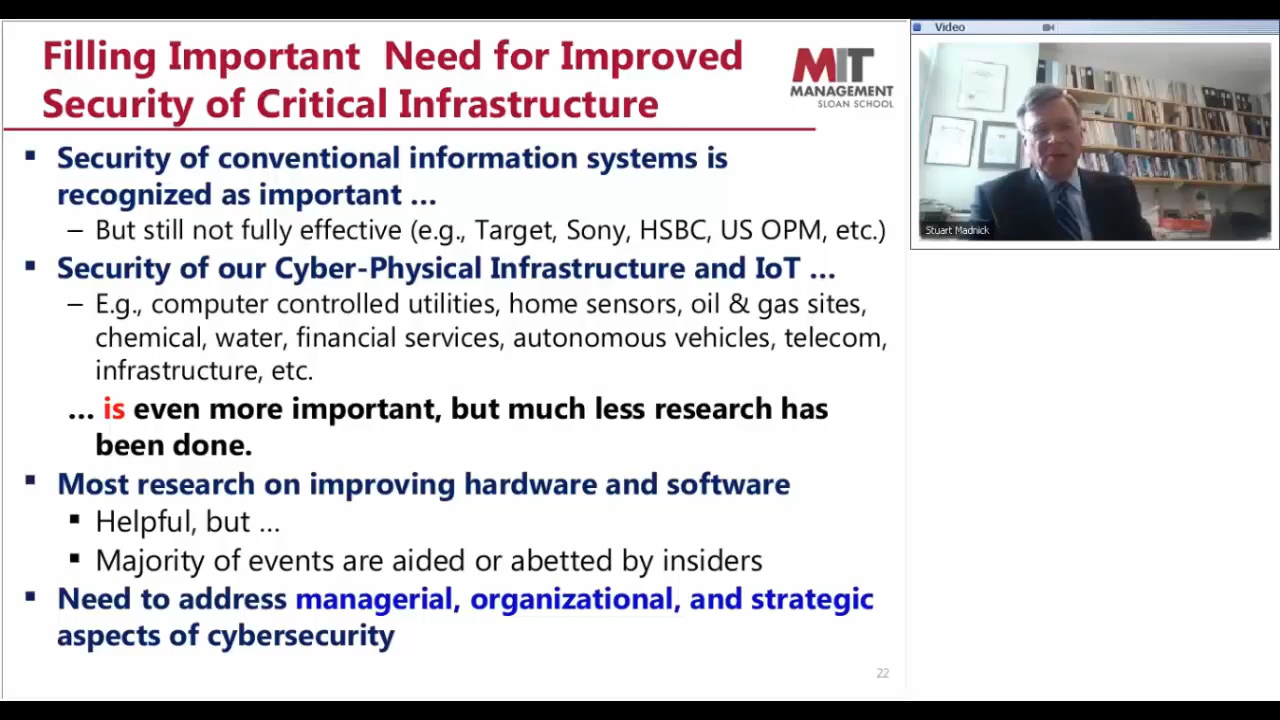 Filling Important  Need for Improved
Security of Critical Infrastructure
MIT
MANAGEMENT
SLOAN SCHOOL
▪ Security of conventional information systems is
recognized as important …
– But still not fully effective (e.g., Target, Sony, HSBC, US OPM, etc.)
▪ Security of our Cyber-Physical Infrastructure and IoT …
– E.g., computer controlled utilities, home sensors, oil & gas sites,
chemical, water, financial services, autonomous vehicles, telecom,
infrastructure, etc.
… is even more important, but much less research has
been done.
▪ Most research on improving hardware and software
▪ Helpful, but …
▪ Majority of events are aided or abetted by insiders
▪ Need to address managerial, organizational, and strategic
aspects of cybersecurity
22
Video
Stuart Madnick